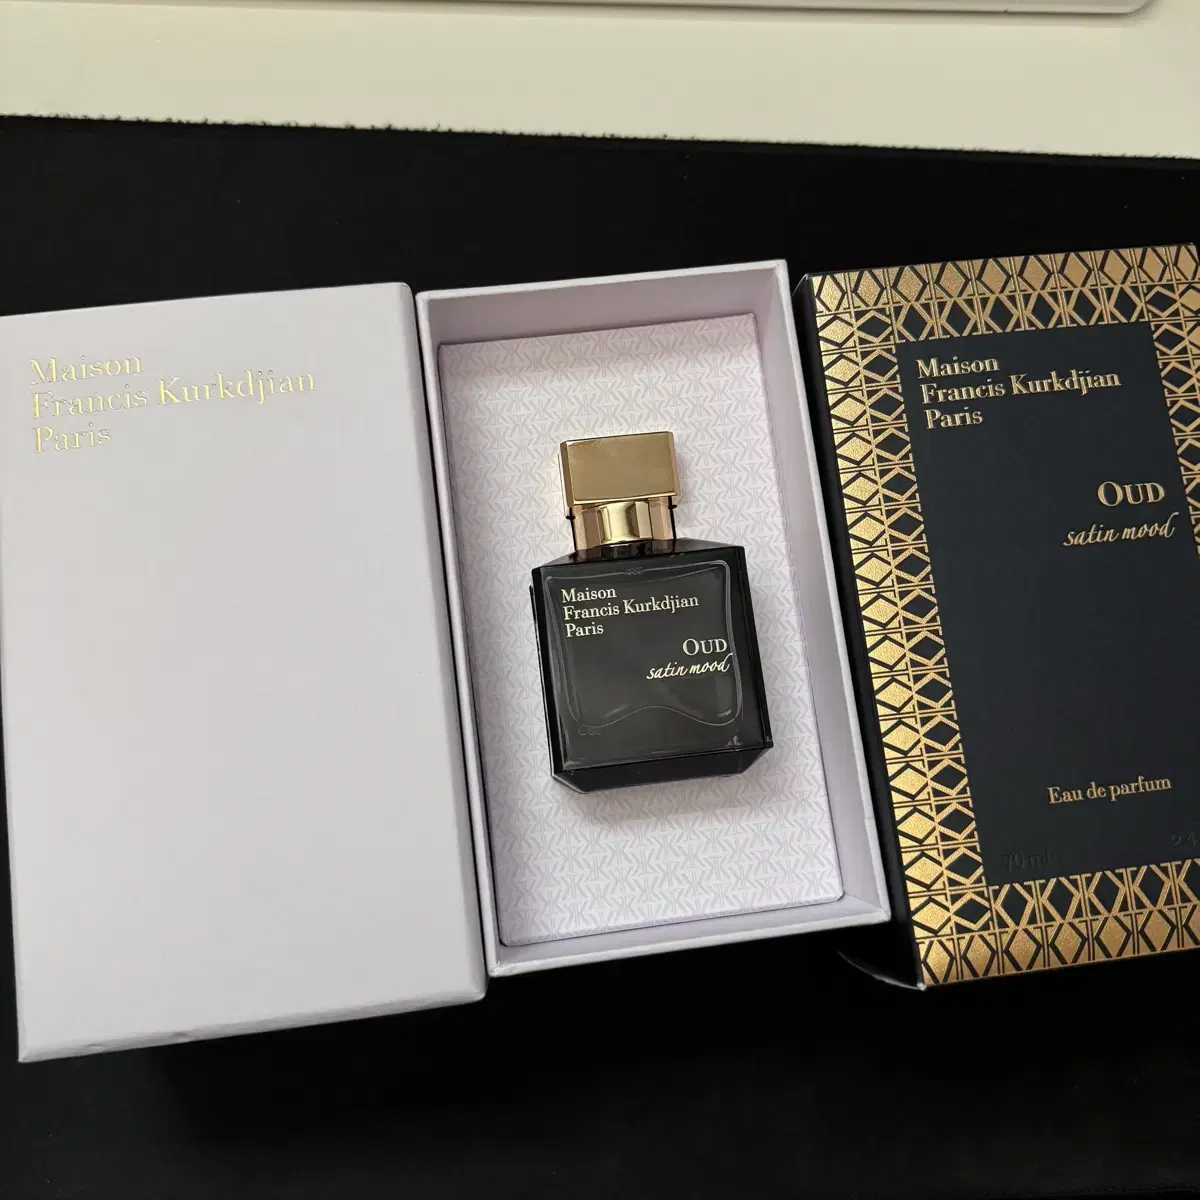 Maison
Francis Kurkdjian
Paris
Maison
Francis Kurkdjian
Paris
OUD
satin mood
Maison
Francis Kurkdjian
Paris
OUD
satin mood
Eau de parfum
70 ml